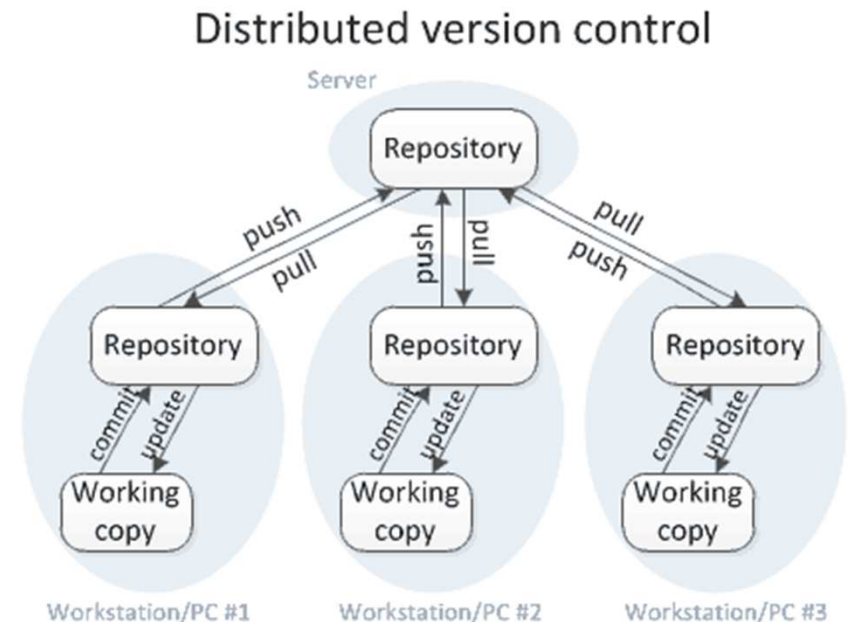 Distributed version control
Server
Repository
push
pull
push
pull
pull
push
Repository
Repository
Repository
commit
update
commit
update
commit
update
Working
copy
Working
copy
Working
copy
Workstation/PC #1
Workstation/PC #2
Workstation/PC #3